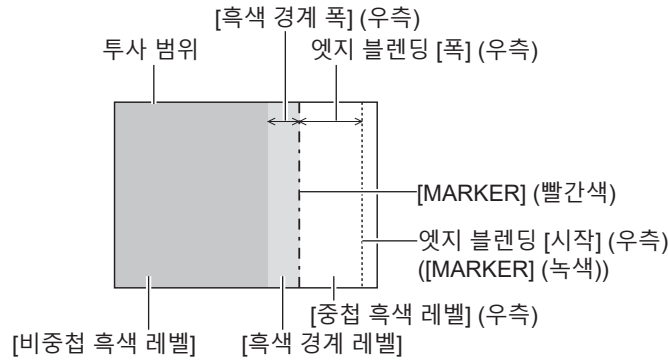 [흑색 경계 폭] (우측)
투사 범위
엣지 블렌딩 [폭] (우측)
[MARKER] (빨간색)
엣지 블렌딩 [시작] (우측)
([MARKER] (녹색))
[중첩 흑색 레벨] (우측)
[비중첩 흑색 레벨]
[흑색 경계 레벨]